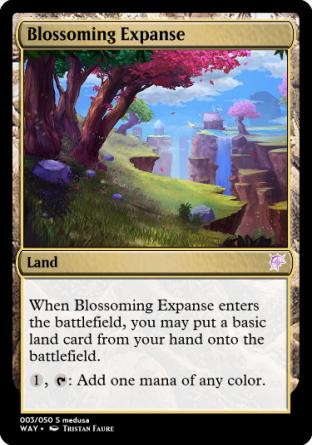 Blossoming Expanse
Land
When Blossoming Expanse enters
the battlefield, you may put a basic
land card from your hand onto the
battlefield.
1, : Add one mana of any color.
003/050 S medusa
WAY • Tristan Faure